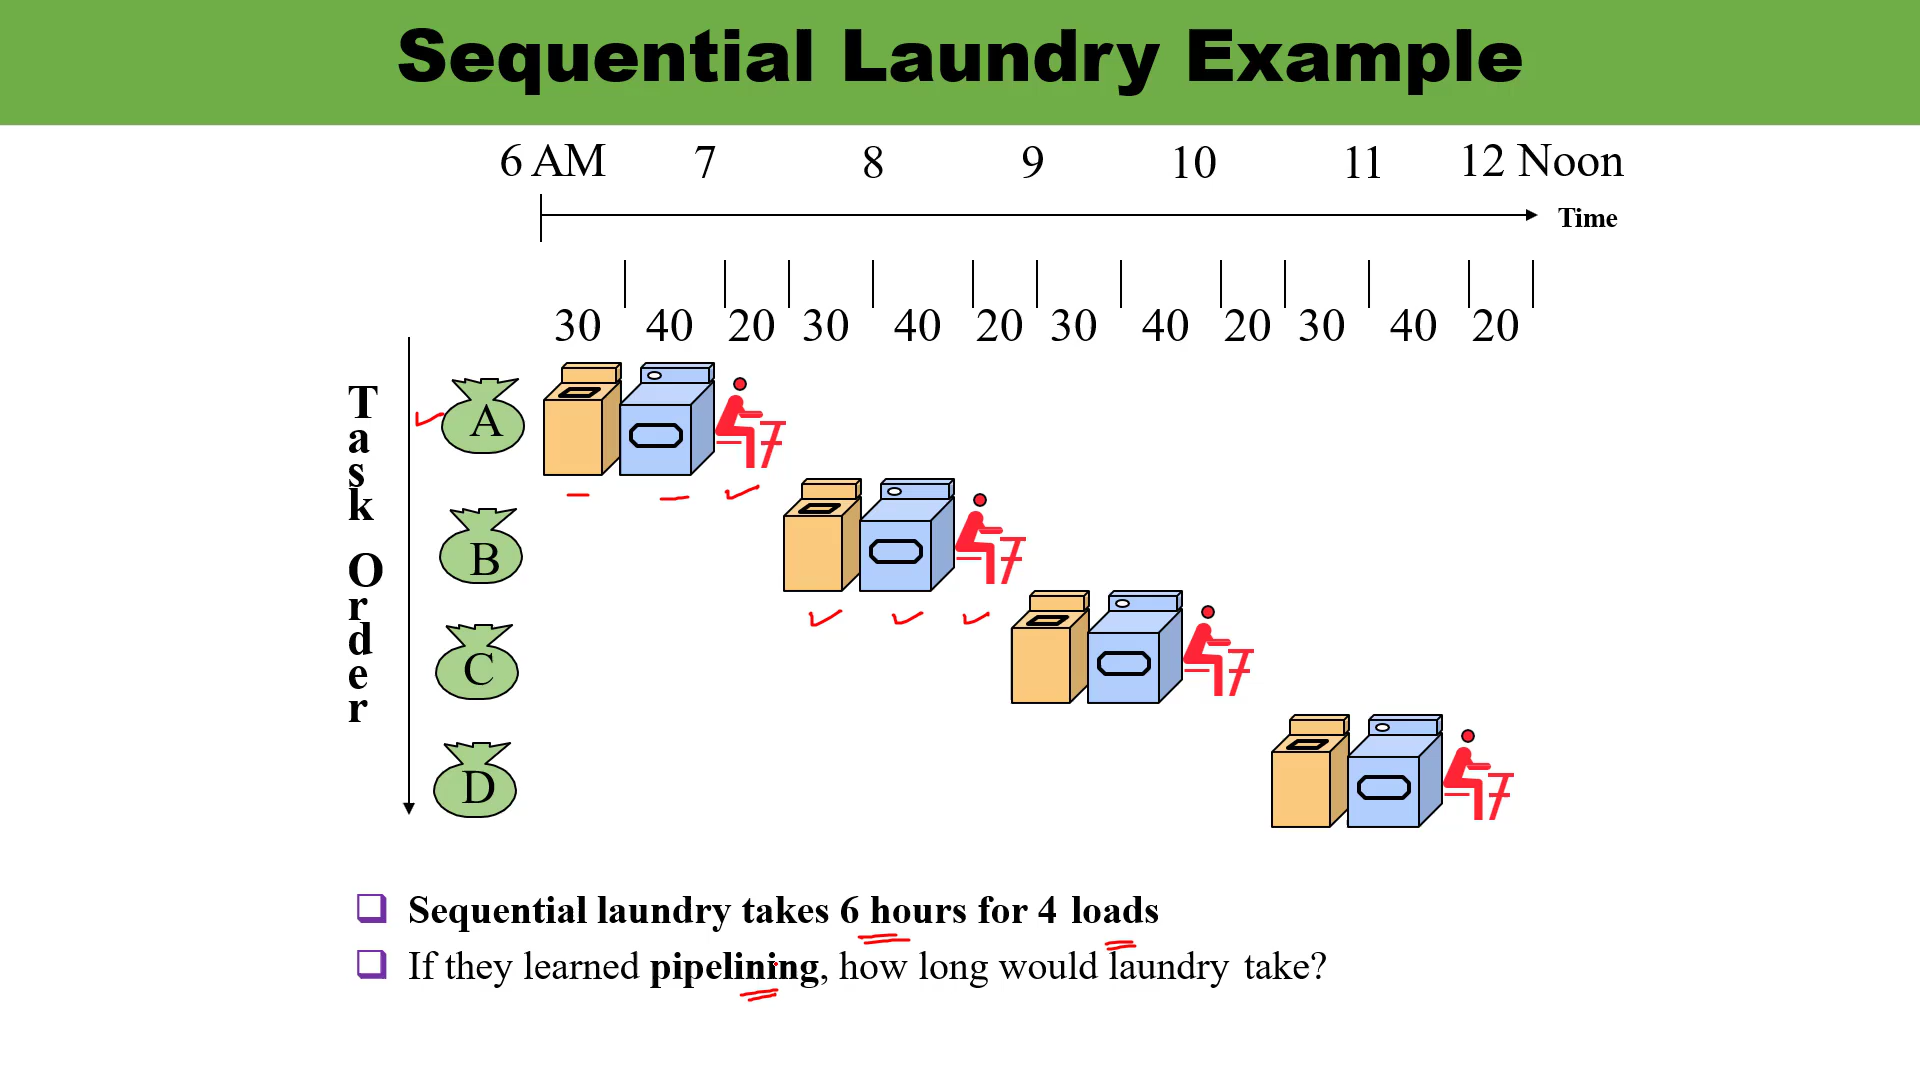 Sequential Laundry Example
6 AM 7 8 9 10 11 12 Noon
Time
30 40 20 30 40 20 30 40 20 30 40 20
Task Order
A
B
C
D
Sequential laundry takes 6 hours for 4 loads
If they learned pipelining, how long would laundry take?